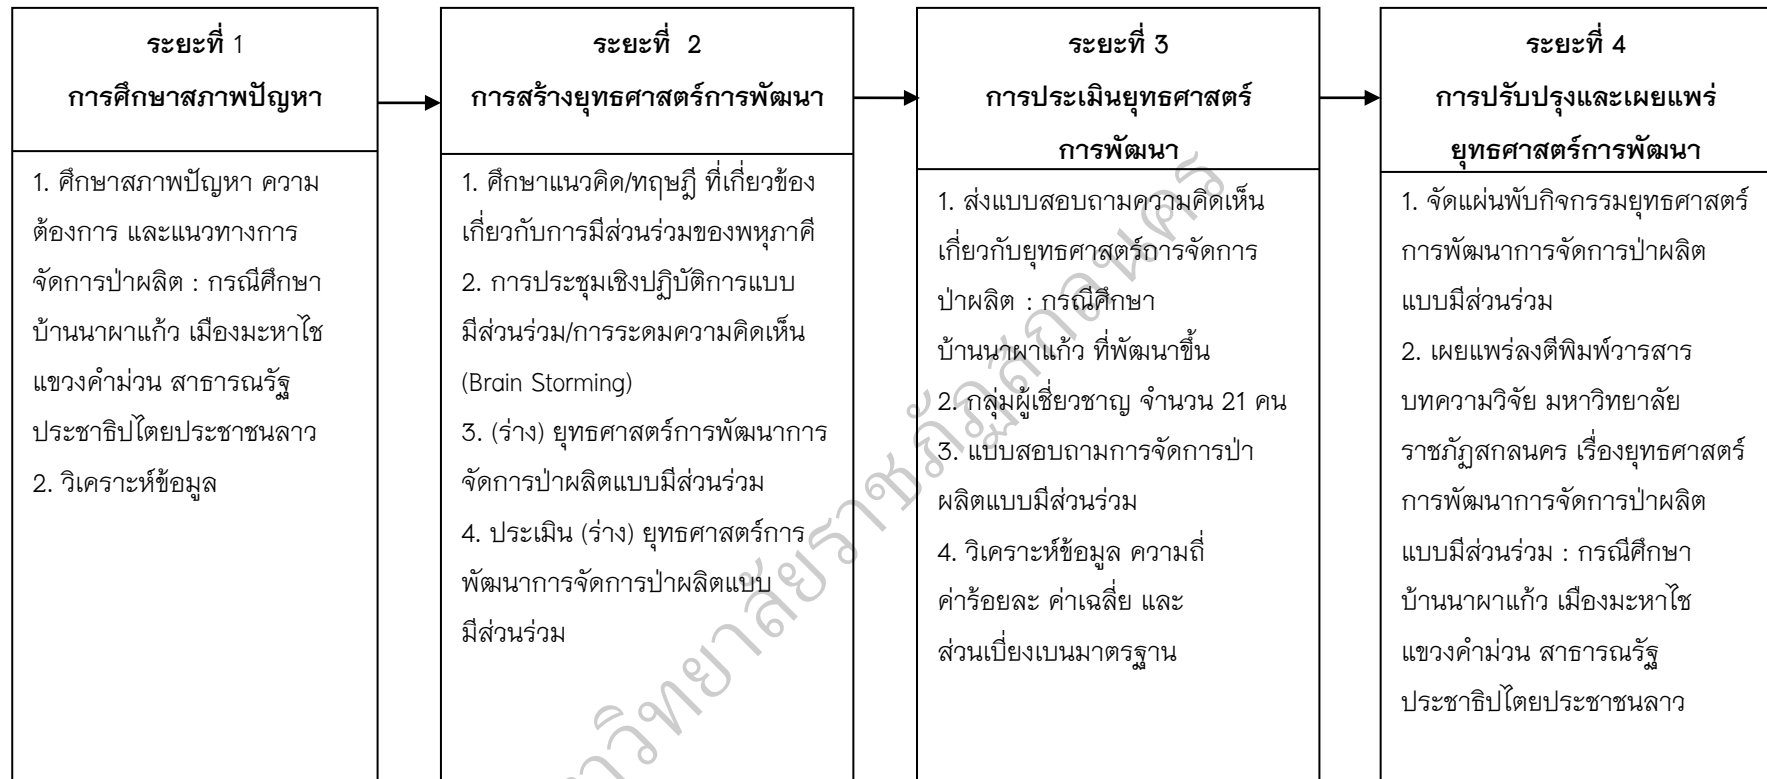 ระยะที่ 1
การศึกษาสภาพปัญหา
1. ศึกษาสภาพปัญหา ความ
ต้องการ และแนวทางการ
จัดการป่าผลิต : กรณีศึกษา
บ้านนาผาแก้ว เมืองมะหาไช
แขวงคำม่วน สาธารณรัฐ
ประชาธิปไตยประชาชนลาว
2. วิเคราะห์ข้อมูล
ระยะที่ 2
การสร้างยุทธศาสตร์การพัฒนา
1. ศึกษาแนวคิด/ทฤษฎี ที่เกี่ยวข้อง
เกี่ยวกับการมีส่วนร่วมของพหุภาคี
2. การประชุมเชิงปฏิบัติการแบบ
มีส่วนร่วม/การระดมความคิดเห็น
(Brain Storming)
3. (ร่าง) ยุทธศาสตร์การพัฒนาการ
จัดการป่าผลิตแบบมีส่วนร่วม
4. ประเมิน (ร่าง) ยุทธศาสตร์การ
พัฒนาการจัดการป่าผลิตแบบ
มีส่วนร่วม
ระยะที่ 3
การประเมินยุทธศาสตร์
การพัฒนา
1. ส่งแบบสอบถามความคิดเห็น
เกี่ยวกับยุทธศาสตร์การจัดการ
ป่าผลิต : กรณีศึกษา
บ้านนาผาแก้ว ที่พัฒนาขึ้น
2. กลุ่มผู้เชี่ยวชาญ จำนวน 21 คน
3. แบบสอบถามการจัดการป่า
ผลิตแบบมีส่วนร่วม
4. วิเคราะห์ข้อมูล ความถี่
ค่าร้อยละ ค่าเฉลี่ย และ
ส่วนเบี่ยงเบนมาตรฐาน
ระยะที่ 4
การปรับปรุงและเผยแพร่
ยุทธศาสตร์การพัฒนา
1. จัดแผ่นพับกิจกรรมยุทธศาสตร์
การพัฒนาการจัดการป่าผลิต
แบบมีส่วนร่วม
2. เผยแพร่ลงตีพิมพ์วารสาร
บทความวิจัย มหาวิทยาลัย
ราชภัฏสกลนคร เรื่องยุทธศาสตร์
การพัฒนาการจัดการป่าผลิต
แบบมีส่วนร่วม : กรณีศึกษา
บ้านนาผาแก้ว เมืองมะหาไช
แขวงคำม่วน สาธารณรัฐ
ประชาธิปไตยประชาชนลาว
าวิทยาลัยราชภัฏสกลนคร